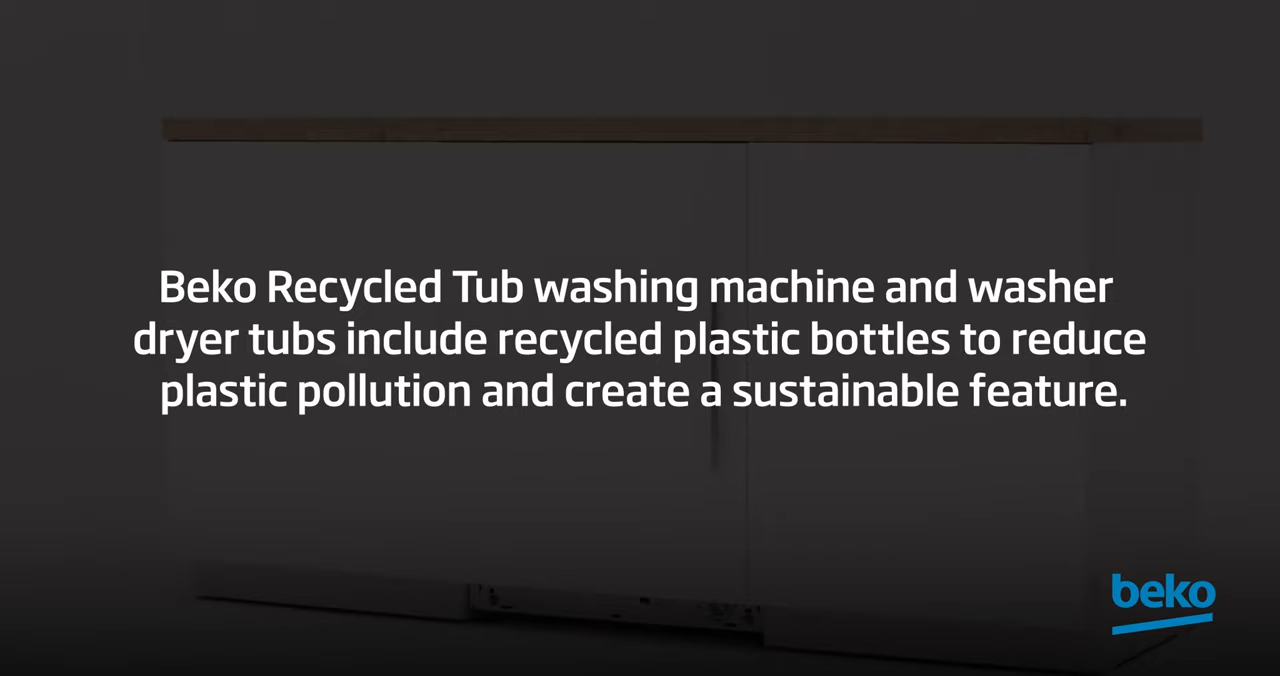 Beko Recycled Tub washing machine and washer
dryer tubs include recycled plastic bottles to reduce
plastic pollution and create a sustainable feature.
beko